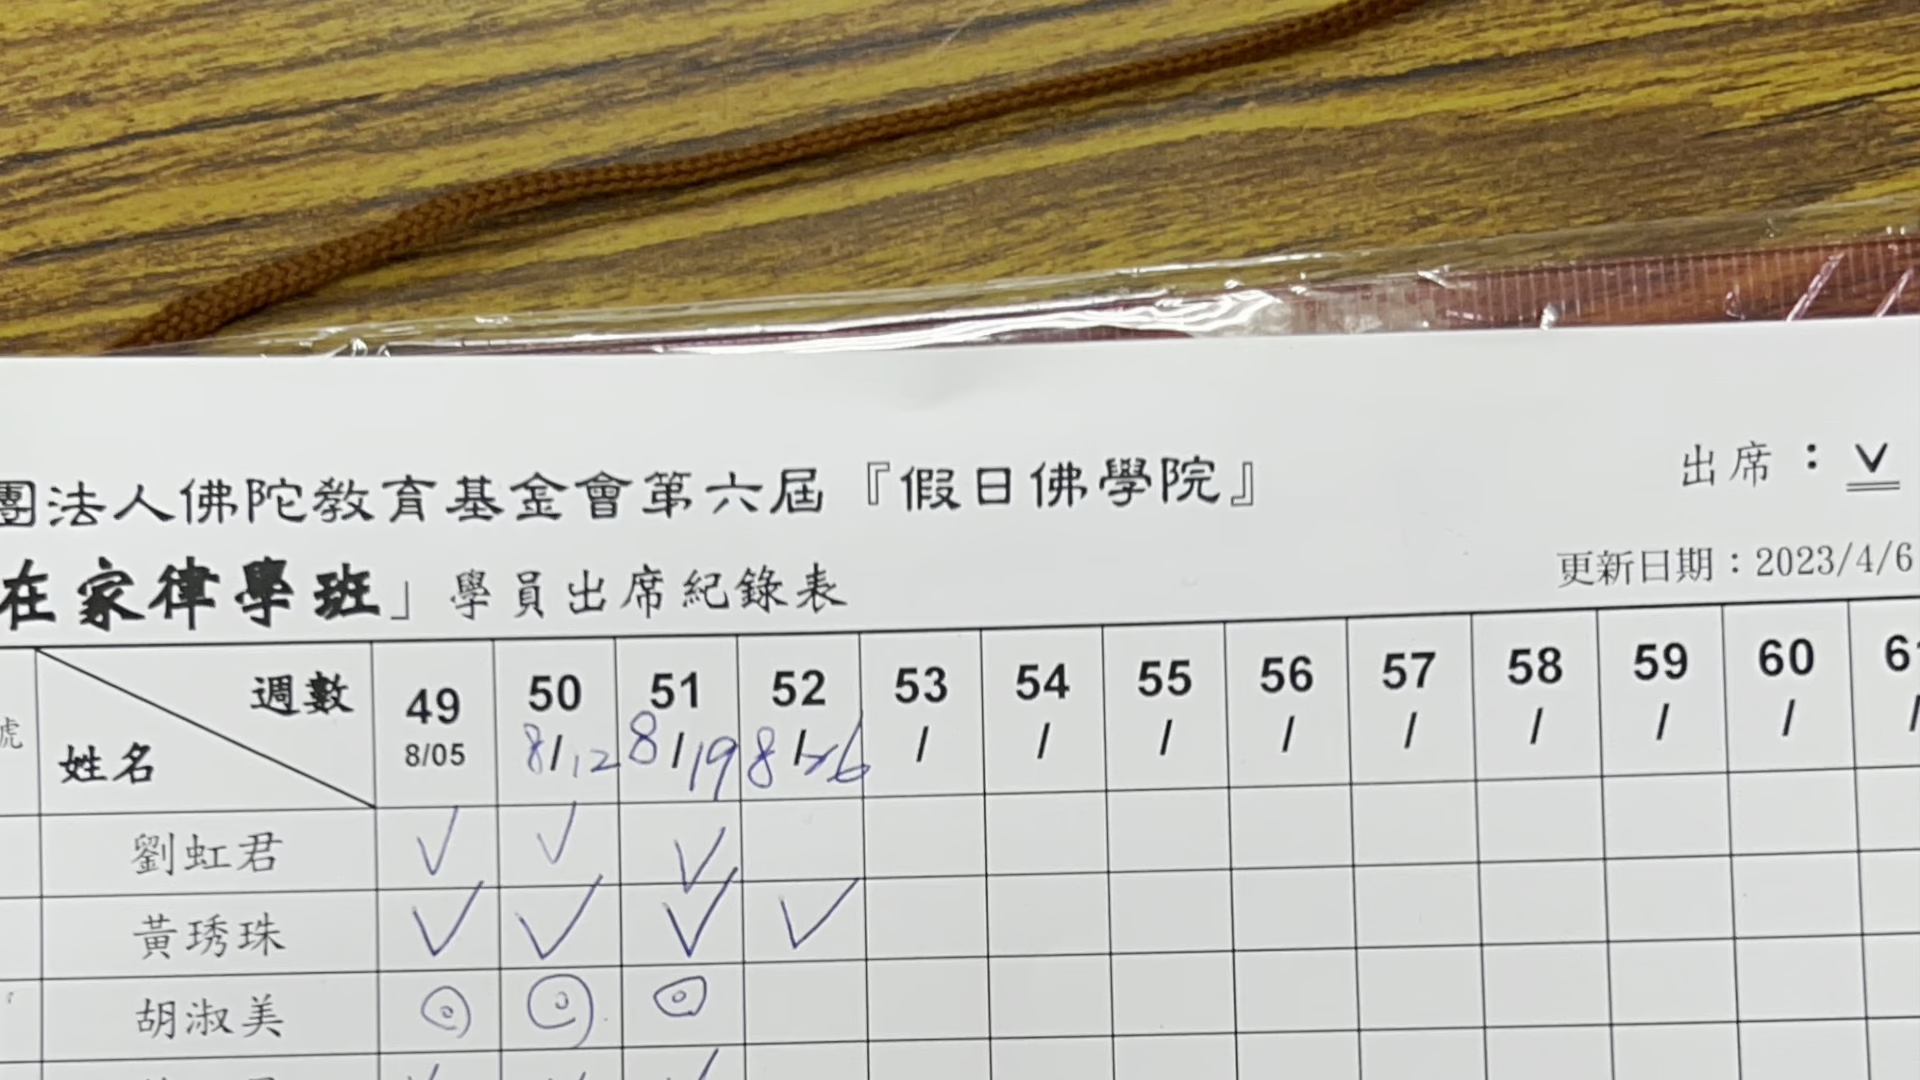 團法人佛陀教育基金會第六屆『假日佛學院』
出席：V
在家律學班」學員出席紀錄表
更新日期：2023/4/6
號 姓名 週數 49 50 51 52 53 54 55 56 57 58 59 60 61
8/05 8/12 8/19 8/26 / / / / / / / / /
劉虹君 ✓ ✓ ✓
黃琇珠 ✓ ✓ ✓ ✓
胡淑美 ◎ ◎ ◎